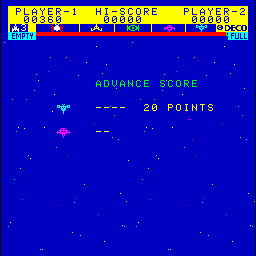 PLAYER-1 HI-SCORE PLAYER-2
00360 00000 00000
3 DECO
EMPTY FULL
ADVANCE SCORE
---- 20 POINTS
--